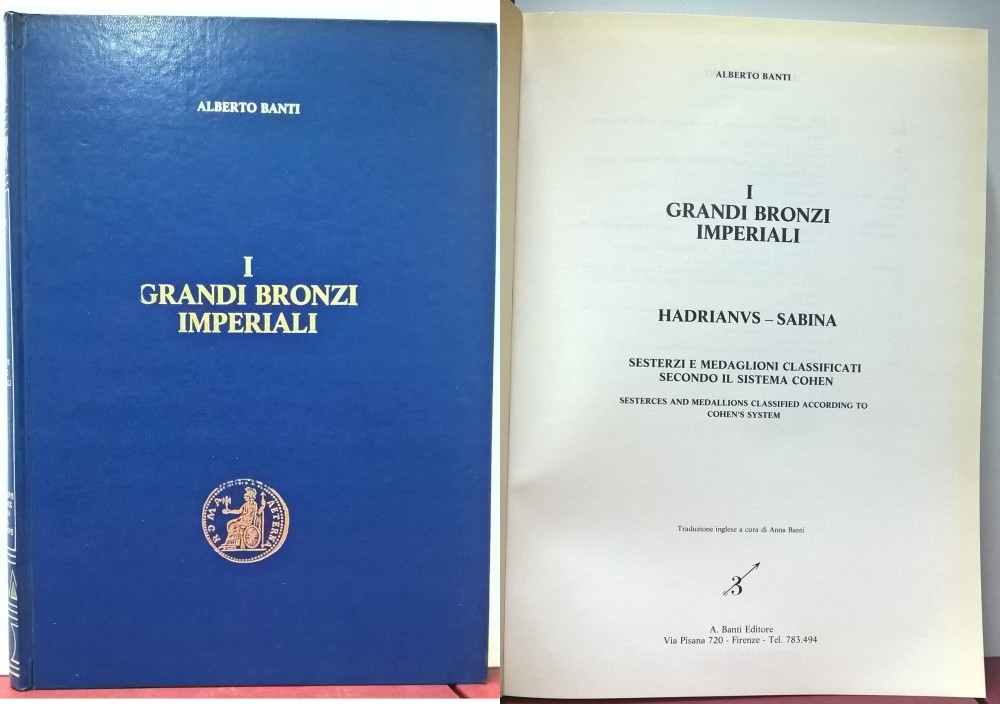 ALBERTO BANTI
I
GRANDI BRONZI
IMPERIALI
AETERNA
ALBERTO BANTI
I
GRANDI BRONZI
IMPERIALI
HADRIANVS – SABINA
SESTERZI E MEDAGLIONI CLASSIFICATI
SECONDO IL SISTEMA COHEN
SESTERCES AND MEDALLIONS CLASSIFIED ACCORDING TO
COHEN'S SYSTEM
Traduzione inglese a cura di Anna Banti
3
A. Banti Editore
Via Pisana 720 - Firenze - Tel. 783.494